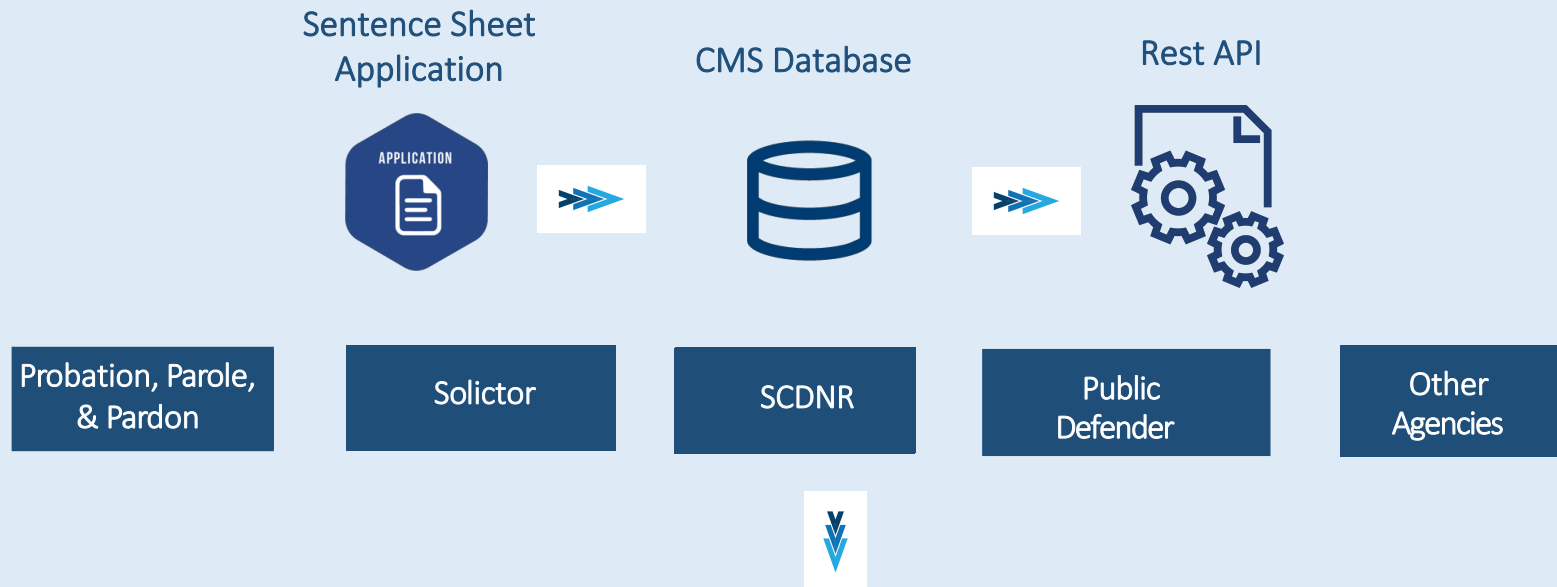 Sentence Sheet
Application
CMS Database
Rest API
APPLICATION
Probation, Parole,
& Pardon
Solictor
SCDNR
Public
Defender
Other
Agencies